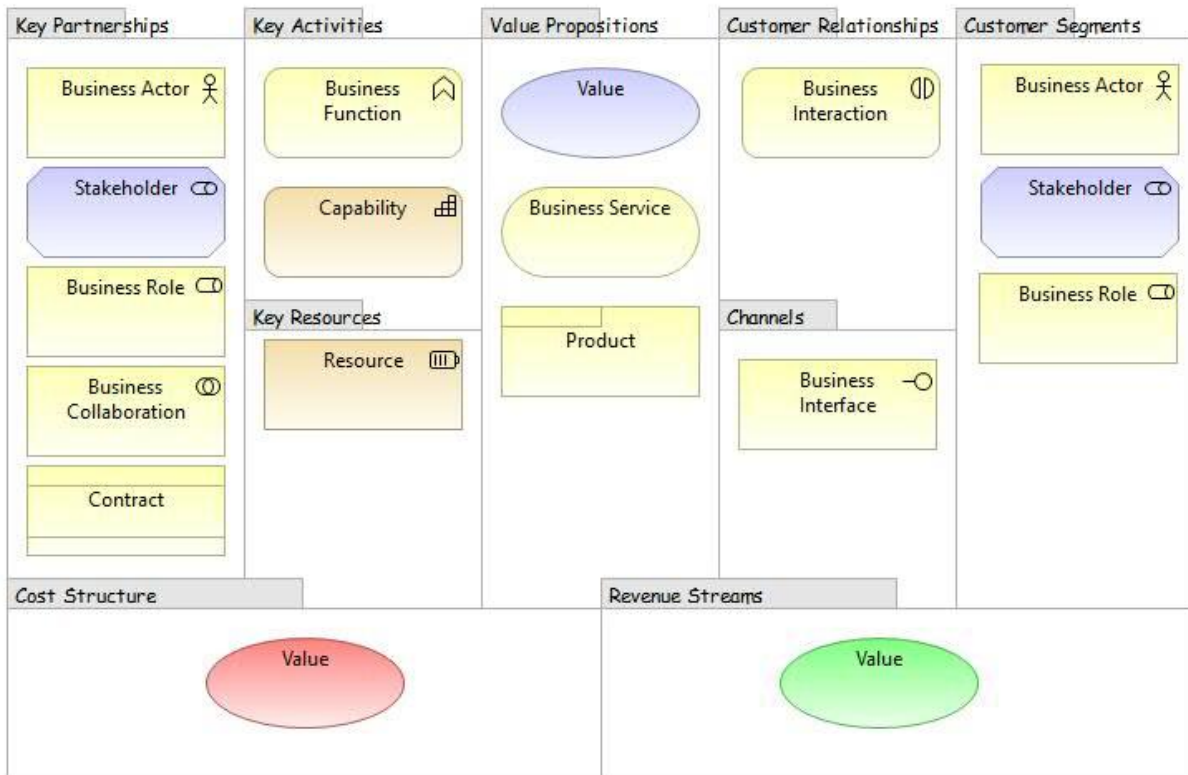 Key Partnerships
Business Actor
Stakeholder
Business Role
Business
Collaboration
Contract
Key Activities
Business
Function
Capability
Key Resources
Resource
Value Propositions
Value
Business Service
Product
Customer Relationships
Business
Interaction
Channels
Business
Interface
Customer Segments
Business Actor
Stakeholder
Business Role
Cost Structure
Value
Revenue Streams
Value